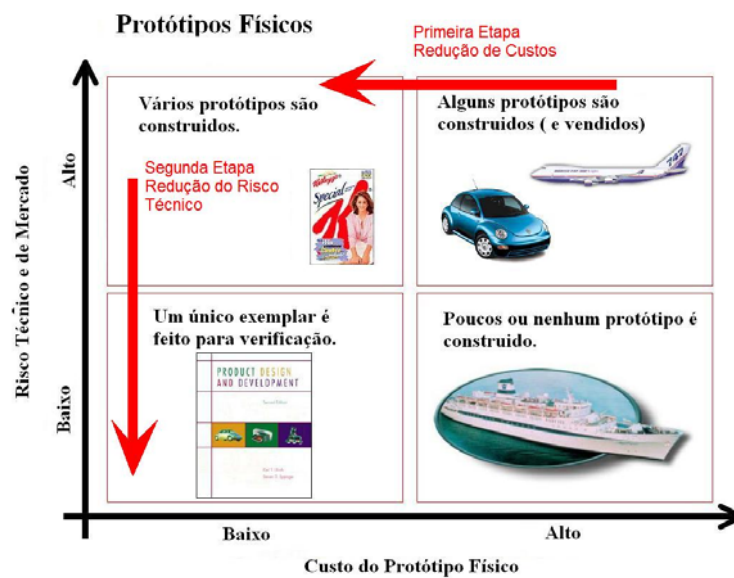 Protótipos Físicos
Primeira Etapa
Redução de Custos
Vários protótipos são
construidos.
Alguns protótipos são
construidos ( e vendidos)
Segunda Etapa
Redução do Risco
Técnico
Kellogg's
Special
K
747
Um único exemplar é
feito para verificação.
PRODUCT DESIGN
AND DEVELOPMENT
Poucos ou nenhum protótipo é
construido.
Risco Técnico e de Mercado
Alto
Baixo
Baixo
Alto
Custo do Protótipo Físico